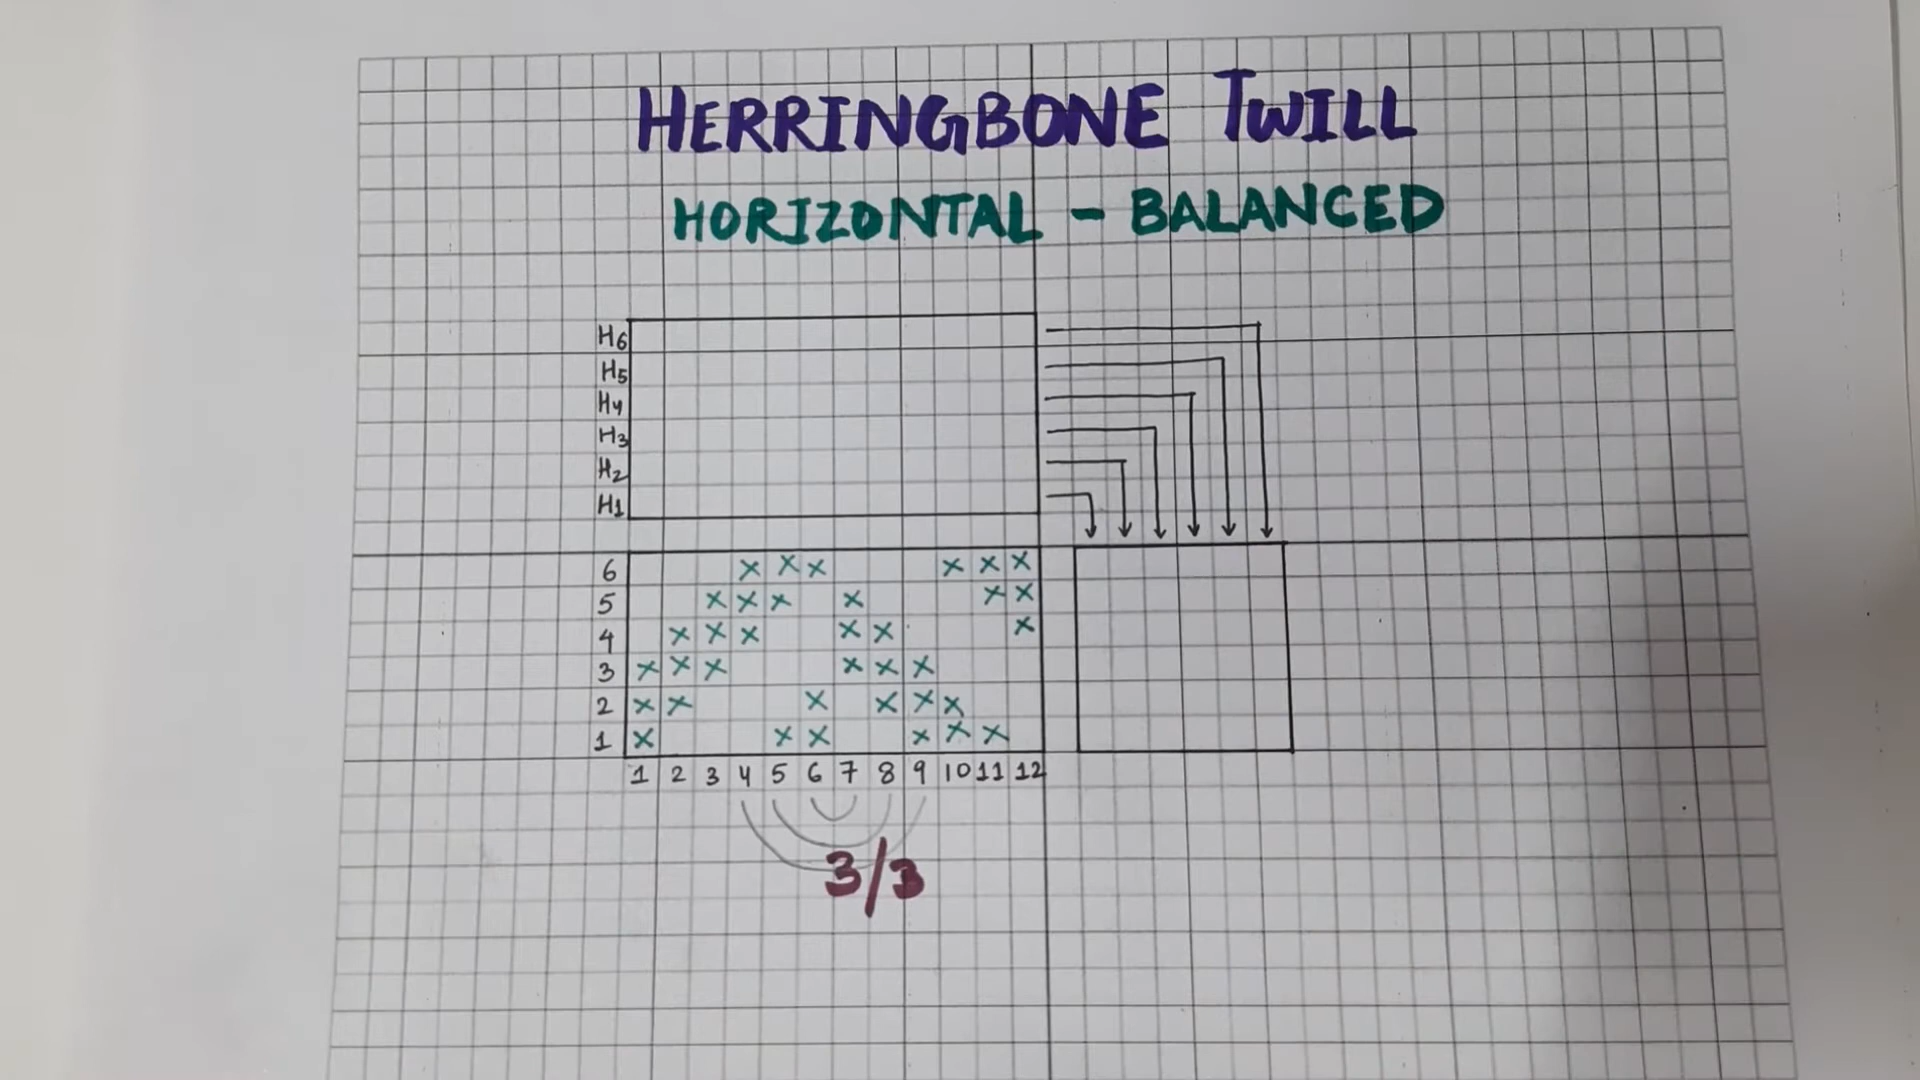 HERRINGBONE TWILL
HORIZONTAL - BALANCED
H6
H5
H4
H3
H2
H1
6 x x x x x x
5 x x x x x x
4 x x x x x x
3 x x x x x x
2 x x x x x x
1 x x x x x x
1 2 3 4 5 6 7 8 9 10 11 12
3/3